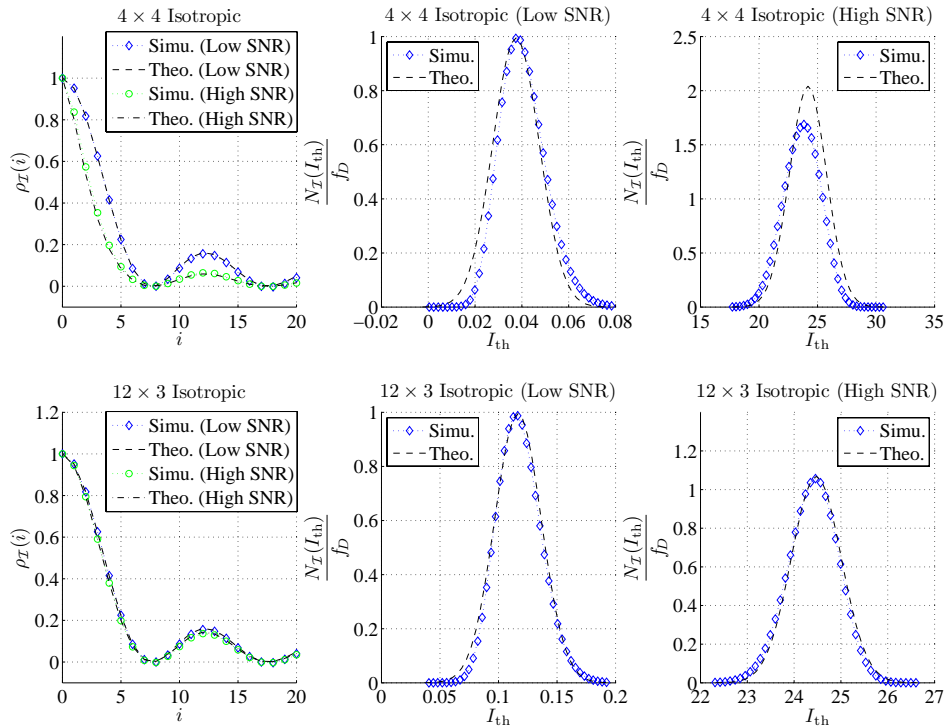 4 × 4 Isotropic
Simu. (Low SNR)
Theo. (Low SNR)
Simu. (High SNR)
Theo. (High SNR)
ρ_I(i)
1.2
1
0.8
0.6
0.4
0.2
0
0 5 10 15 20
i
4 × 4 Isotropic (Low SNR)
Simu.
Theo.
N_I(I_th)
f_D
1
0.8
0.6
0.4
0.2
0
−0.02 0 0.02 0.04 0.06 0.08
I_th
4 × 4 Isotropic (High SNR)
Simu.
Theo.
N_I(I_th)
f_D
2.5
2
1.5
1
0.5
0
15 20 25 30 35
I_th
12 × 3 Isotropic
Simu. (Low SNR)
Theo. (Low SNR)
Simu. (High SNR)
Theo. (High SNR)
ρ_I(i)
1.2
1
0.8
0.6
0.4
0.2
0
0 5 10 15 20
i
12 × 3 Isotropic (Low SNR)
Simu.
Theo.
N_I(I_th)
f_D
1
0.8
0.6
0.4
0.2
0
0 0.05 0.1 0.15 0.2
I_th
12 × 3 Isotropic (High SNR)
Simu.
Theo.
N_I(I_th)
f_D
1.2
1
0.8
0.6
0.4
0.2
0
22 23 24 25 26 27
I_th